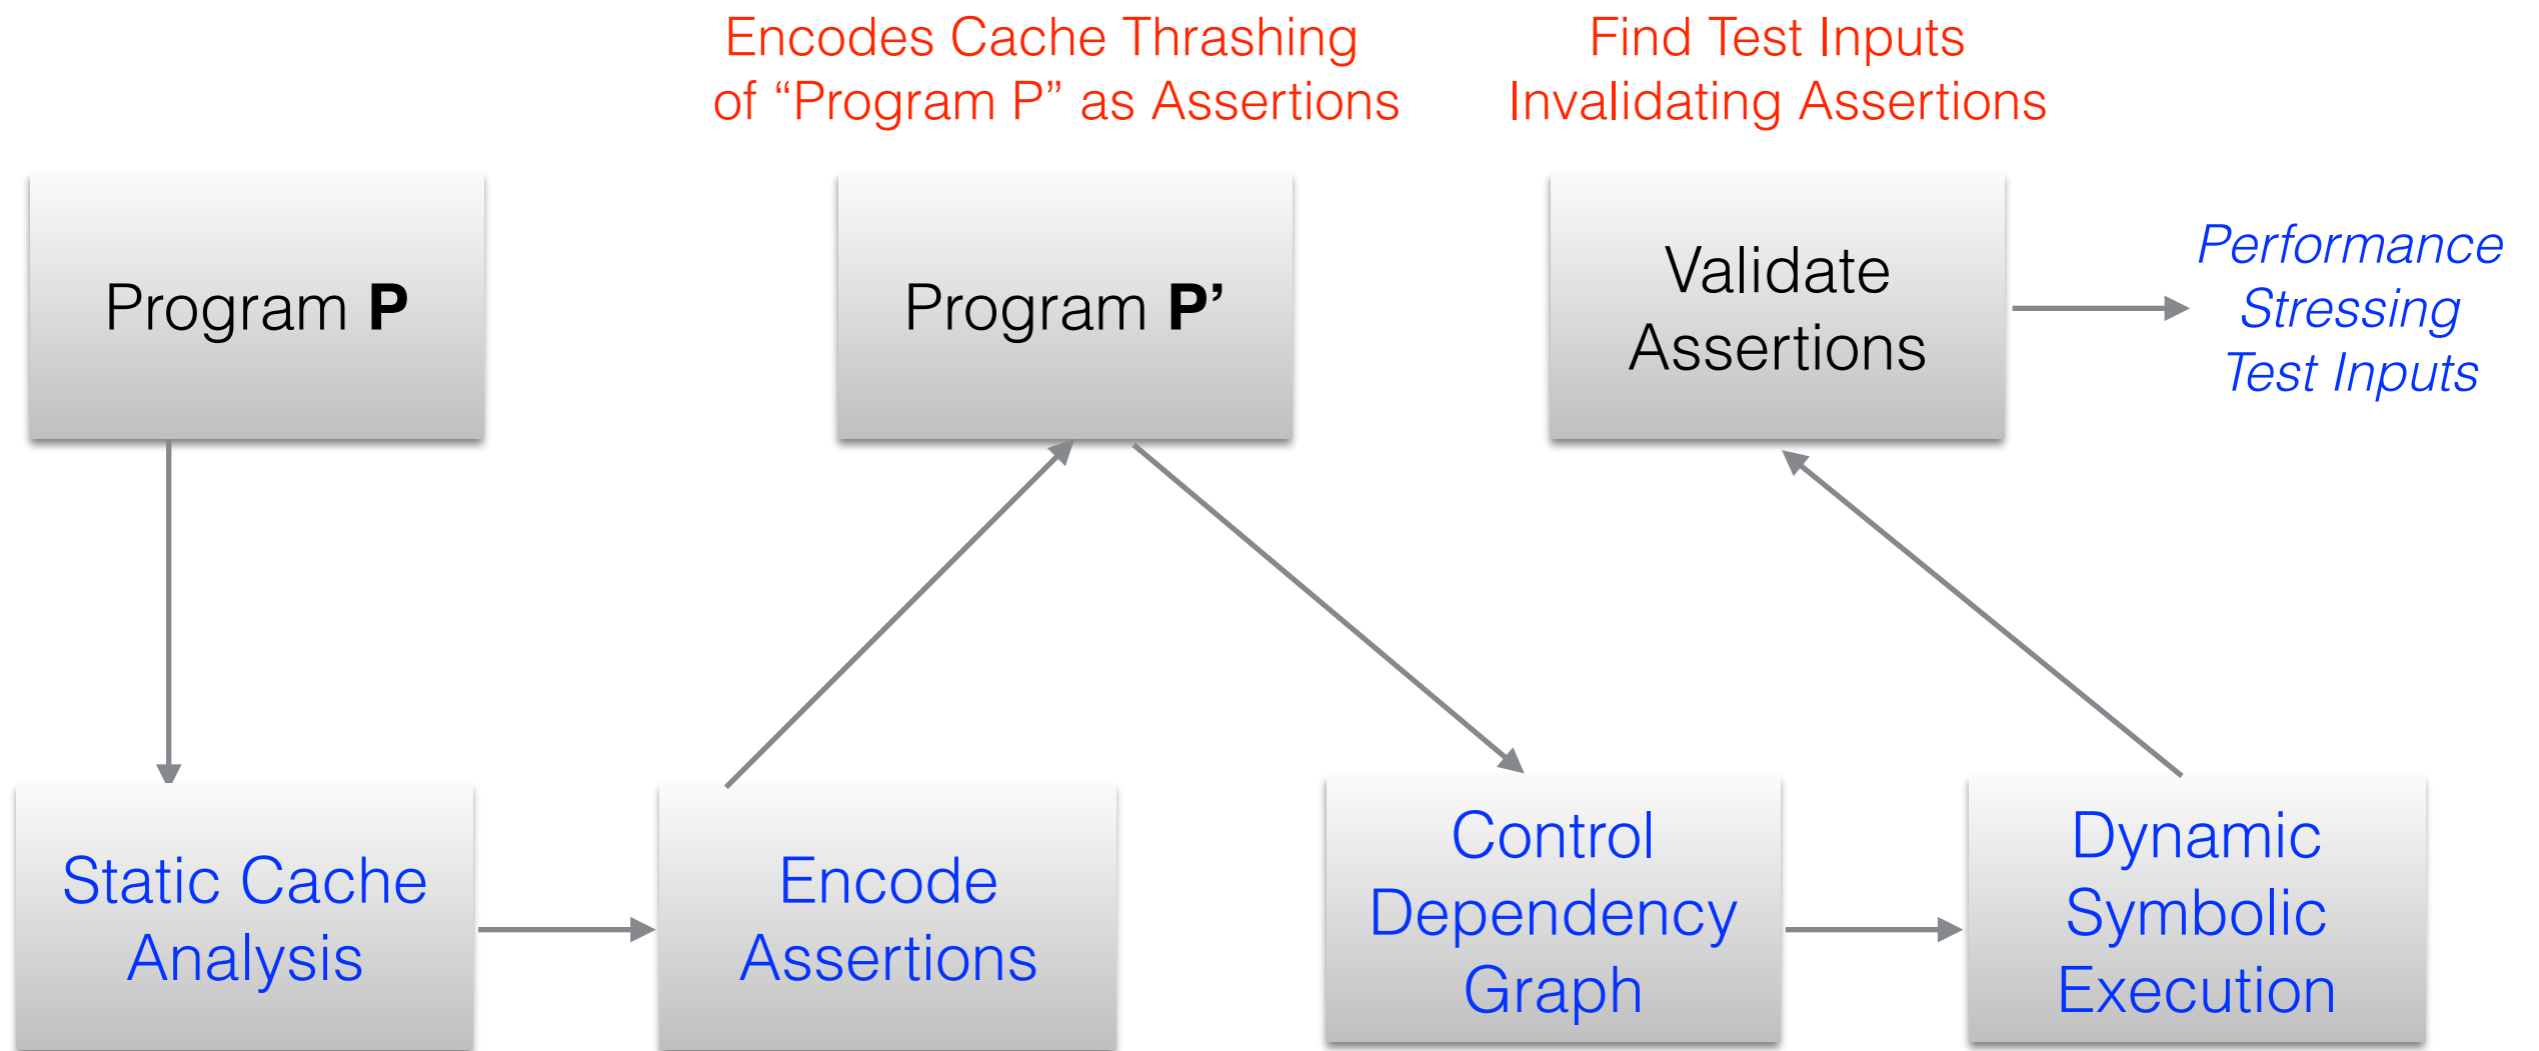 Encodes Cache Thrashing
of “Program P” as Assertions
Find Test Inputs
Invalidating Assertions
Program P
Program P’
Validate
Assertions
Performance
Stressing
Test Inputs
Static Cache
Analysis
Encode
Assertions
Control
Dependency
Graph
Dynamic
Symbolic
Execution